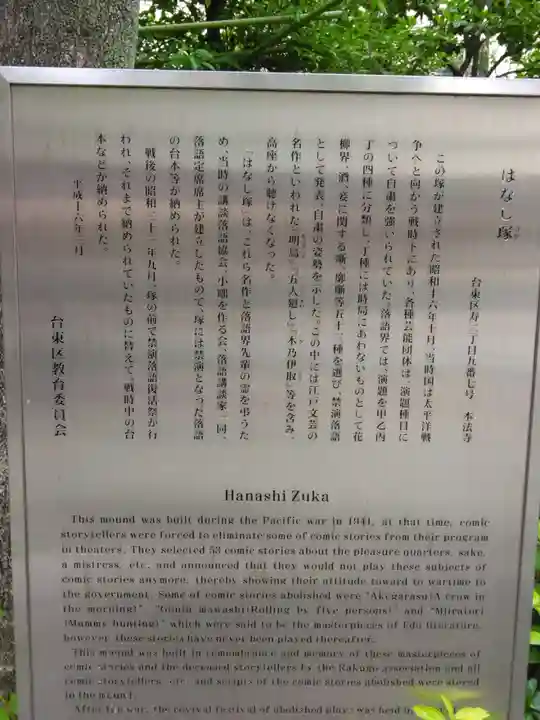 はなし塚
台東区寿二丁目九番七号　本法寺
この塚が建立された昭和十六年十月、当時国は太平洋戦
争へと向かう戦時下にあり、各種芸能団体は、演題種目に
ついて自粛を強いられていた。落語界では、演題を甲乙丙
丁の四種に分類し、丁種には時局にあわないものとして花
柳界、酒、妾に関する噺、廓噺等五十三種を選び、禁演落語
として発表、自粛の姿勢を示した。この中には江戸文芸の
名作といわれた「明烏」「五人廻し」「木乃伊取」等を含み、
高座から聴けなくなった。
「はなし塚」は、これら名作と落語界先輩の霊を弔うた
め、当時の講談落語協会、小咄を作る会、落語講談家一同、
落語定席席主が建立したもので、塚には禁演となった落語
の台本等が納められた。
戦後の昭和二十一年九月、塚の前で禁演落語復活祭が行
われ、それまで納められていたものに替えて、戦時中の台
本などが納められた。
平成十六年三月
台東区教育委員会
Hanashi Zuka
This mound was built during the Pacific war in 1941, at that time, comic
storytellers were forced to eliminate some of comic stories from their program
in theaters. They selected 53 comic stories about the pleasure quarters, sake,
a mistress, etc, and announced that they would not play these subjects of
comic stories anymore, thereby showing their attitude toward to wartime to
the government. Some of comic stories abolished were "Akegarasu(A crow in
the morning)" "Gonin mawashi(Rolling by five persons)" and "Miiratori
(Mummy hunting)" which were said to be the masterpieces of Edo literature,
however, these stories have never been played thereafter.
This mound was built in remembrance and memory of these masterpieces of
comic stories and the deceased storytellers by the Rakugo association and all
comic storytellers, etc, and scripts of the comic stories abolished were stored
in the mound.
After the war, the revival festival of abolished plays was held in